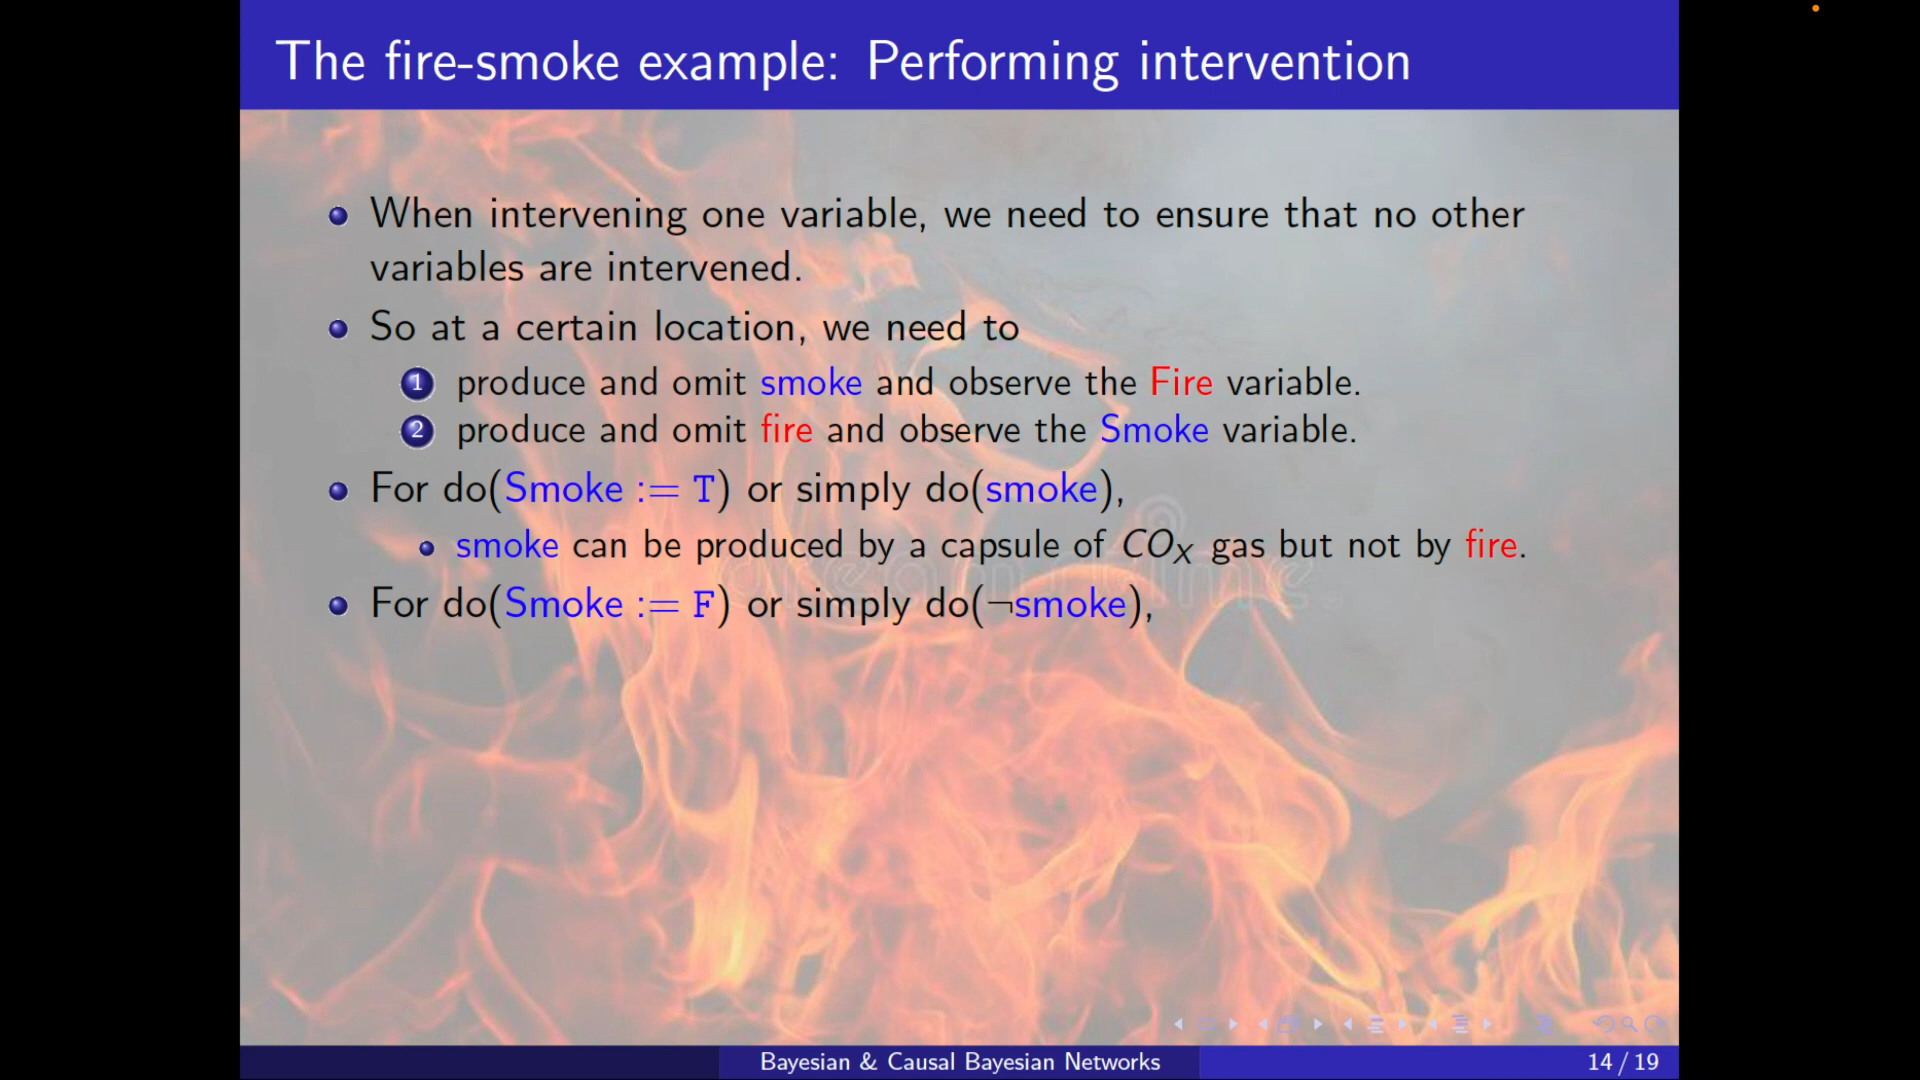 The fire-smoke example: Performing intervention
When intervening one variable, we need to ensure that no other
variables are intervened.
So at a certain location, we need to
1 produce and omit smoke and observe the Fire variable.
2 produce and omit fire and observe the Smoke variable.
For do(Smoke := T) or simply do(smoke),
smoke can be produced by a capsule of COX gas but not by fire.
For do(Smoke := F) or simply do(¬smoke),
dreamstime.
Bayesian & Causal Bayesian Networks
14 / 19